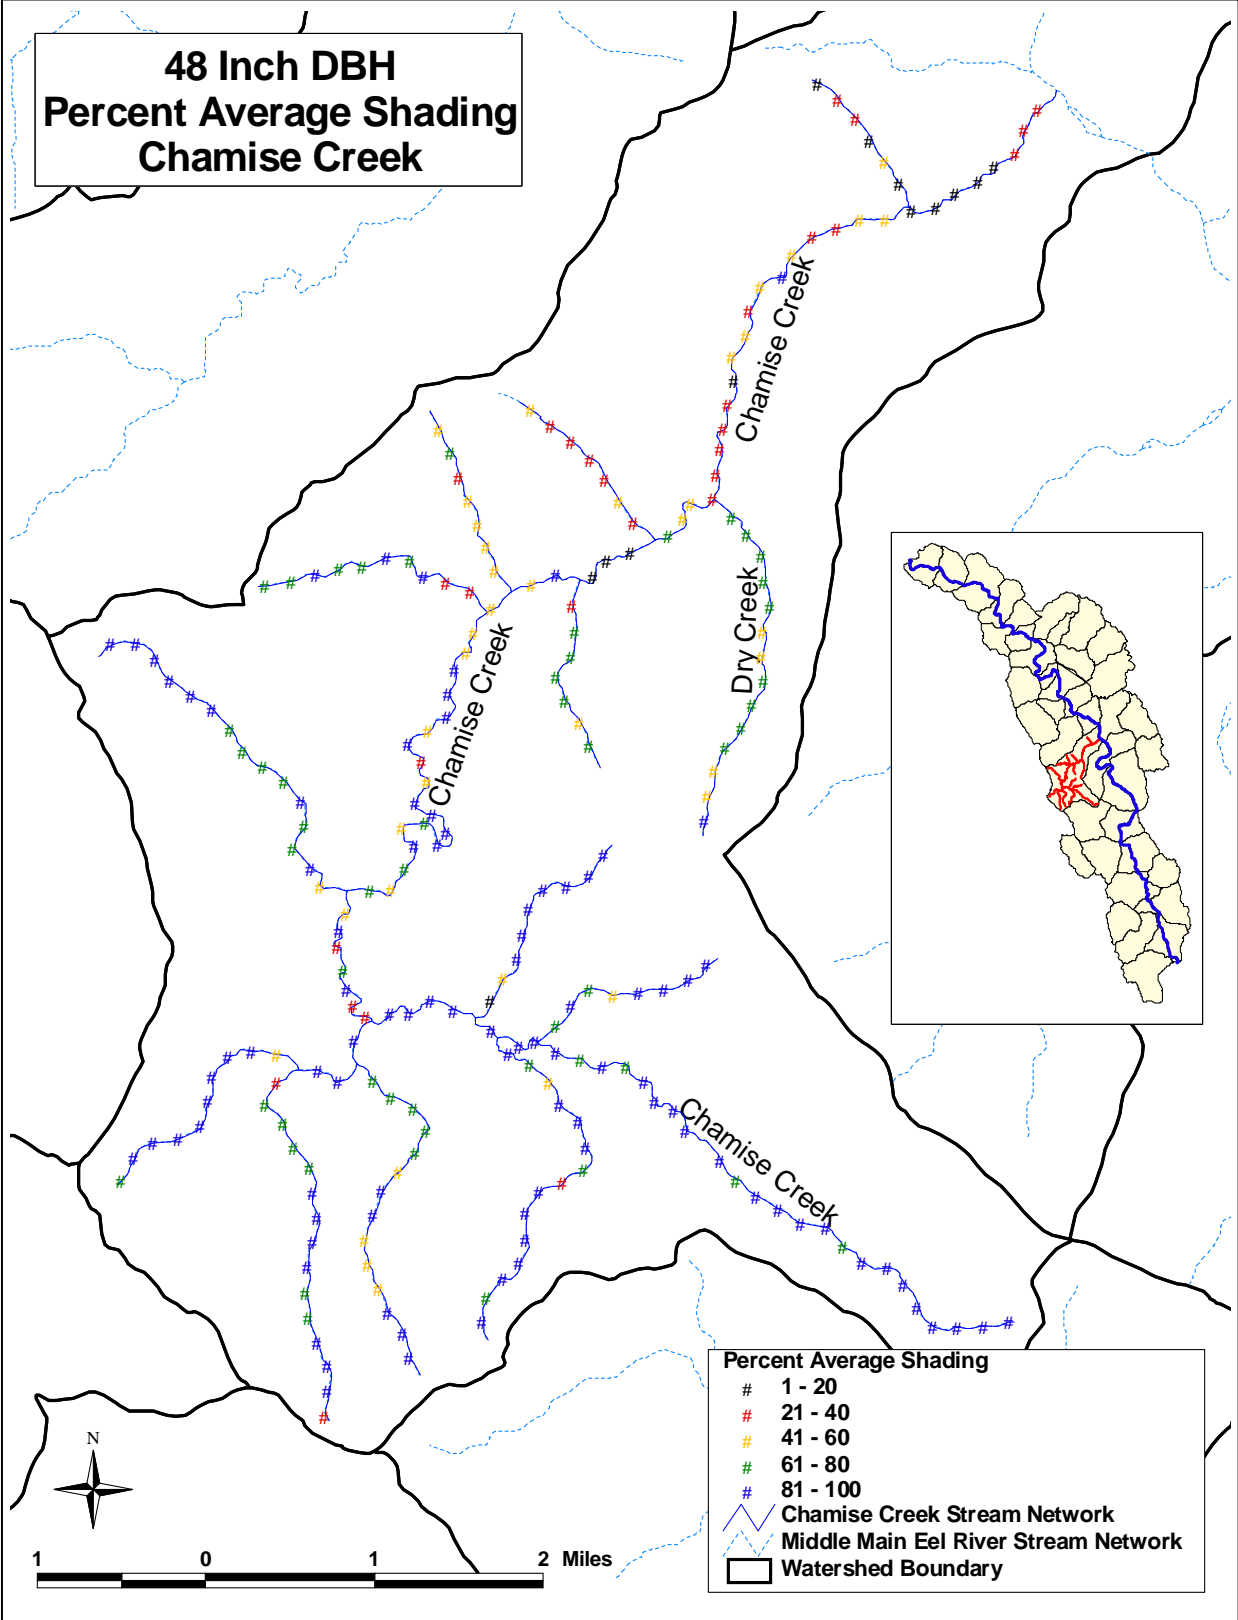 48 Inch DBH
Percent Average Shading
Chamise Creek
Chamise Creek
Dry Creek
Chamise Creek
Chamise Creek
Percent Average Shading
# 1 - 20
# 21 - 40
# 41 - 60
# 61 - 80
# 81 - 100
Chamise Creek Stream Network
Middle Main Eel River Stream Network
Watershed Boundary
N
1 0 1 2 Miles